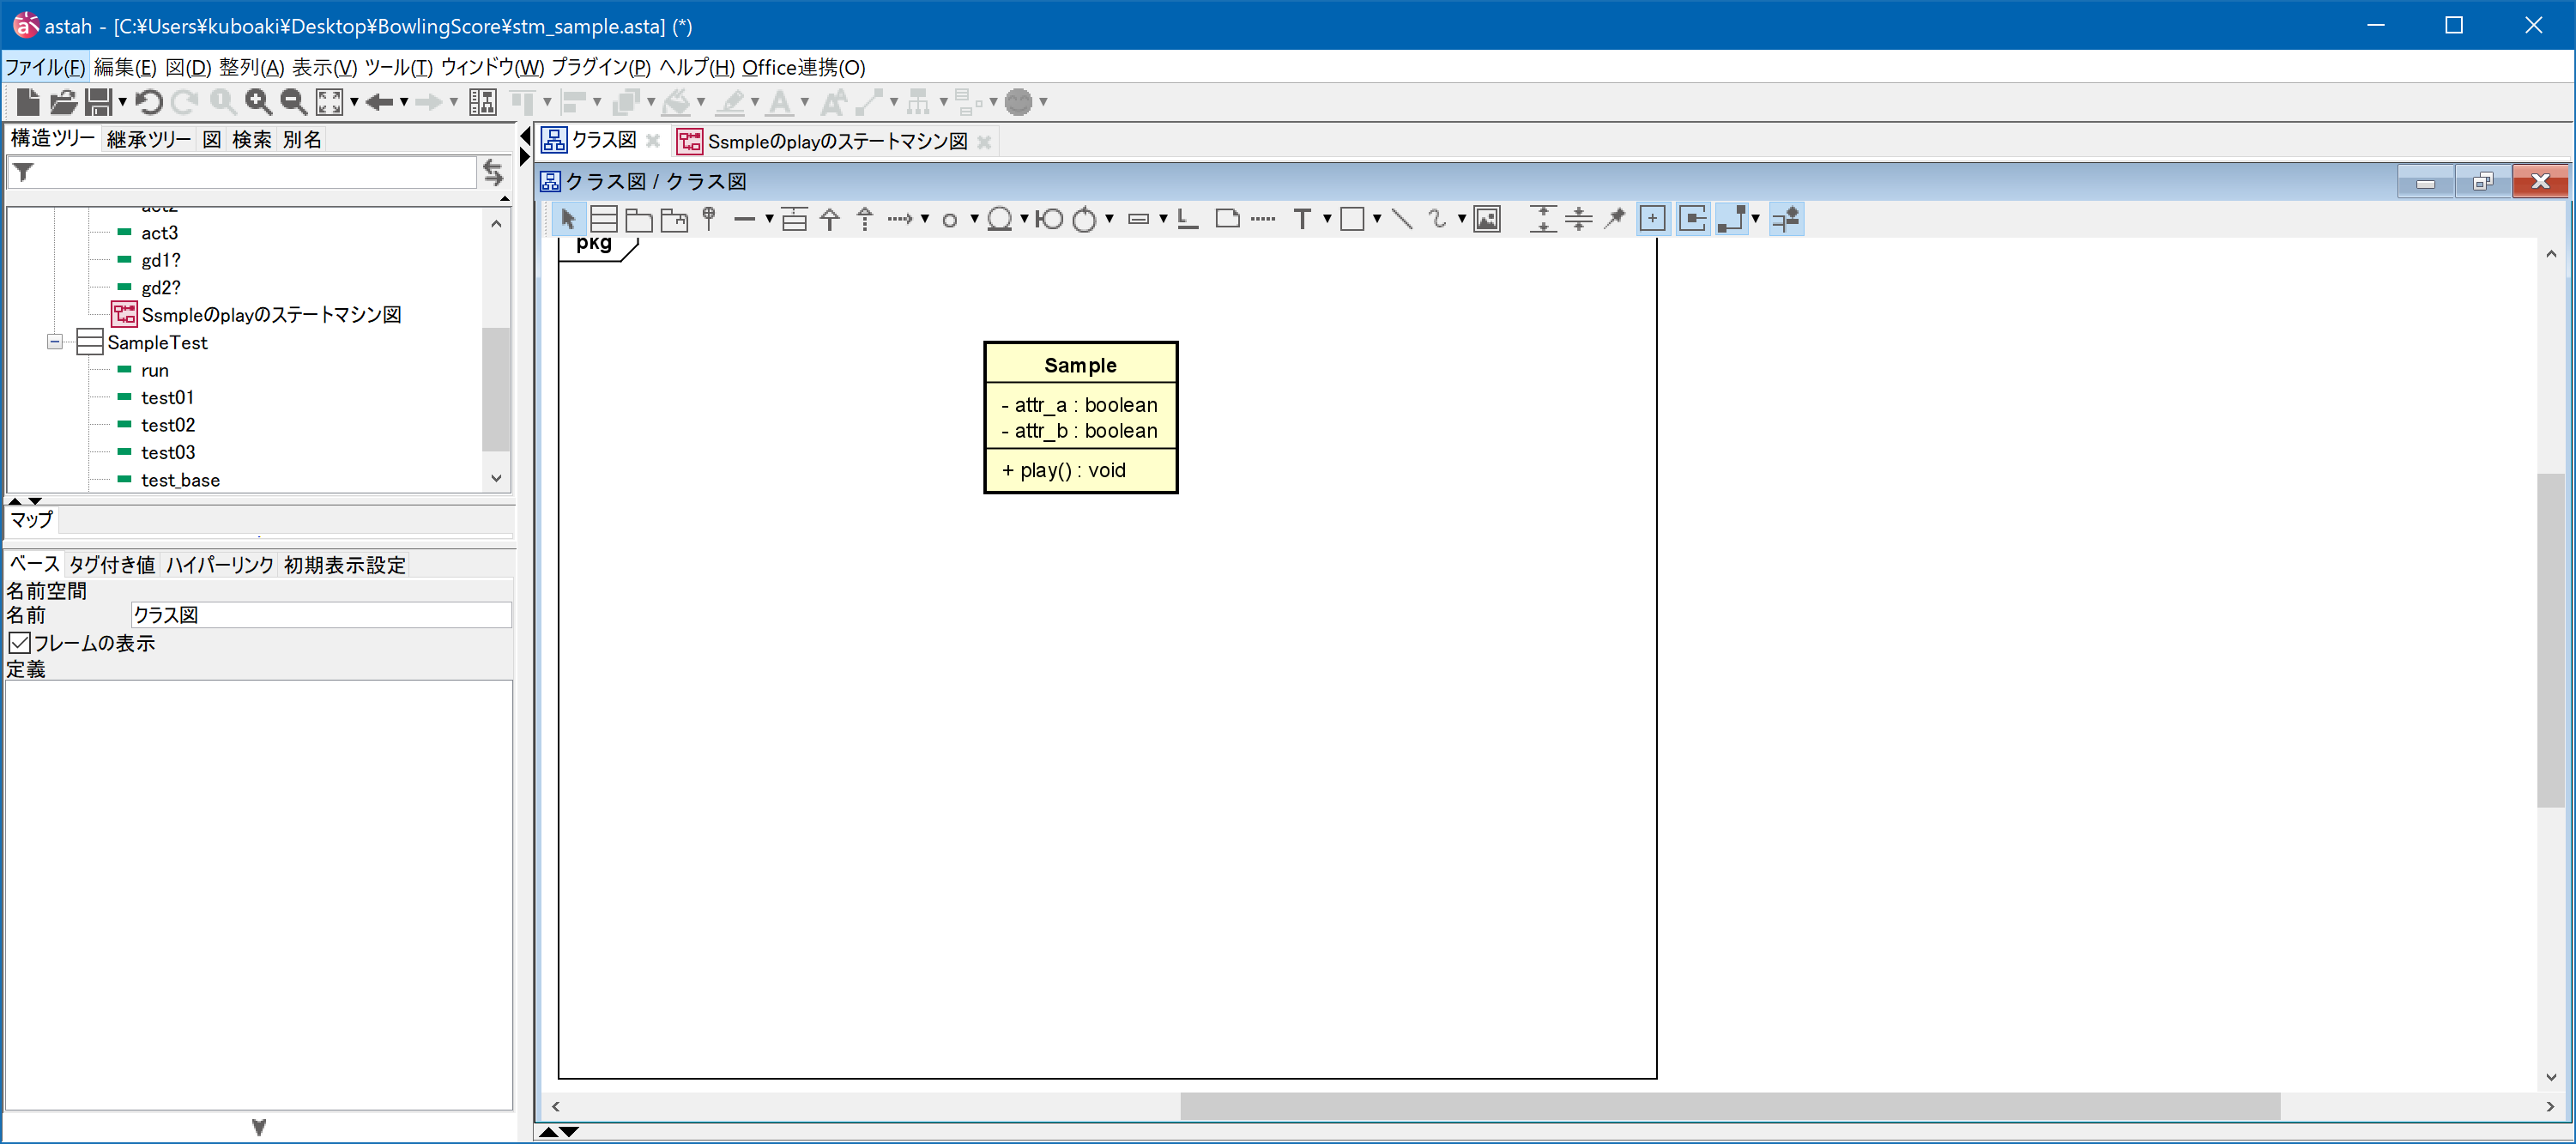 astah - [C:¥Users¥kuboaki¥Desktop¥BowlingScore¥stm_sample.asta] (*)
ファイル(F) 編集(E) 図(D) 整列(A) 表示(V) ツール(T) ウィンドウ(W) プラグイン(P) ヘルプ(H) Office連携(O)
構造ツリー 継承ツリー 図 検索 別名
act2
act3
gd1?
gd2?
Ssmpleのplayのステートマシン図
SampleTest
run
test01
test02
test03
test_base
マップ
ベース タグ付き値 ハイパーリンク 初期表示設定
名前空間
名前 クラス図
フレームの表示
定義
クラス図 Ssmpleのplayのステートマシン図
クラス図 / クラス図
pkg
Sample
- attr_a : boolean
- attr_b : boolean
+ play() : void